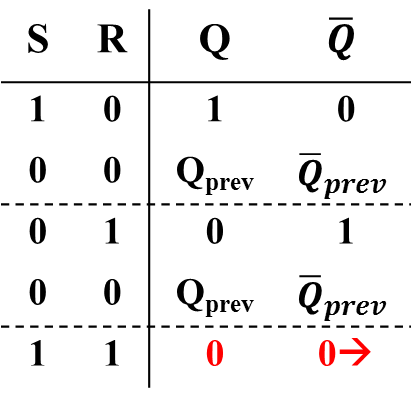 S R Q Q̅
1 0 1 0
0 0 Qprev Q̅prev
0 1 0 1
0 0 Qprev Q̅prev
1 1 0 0→